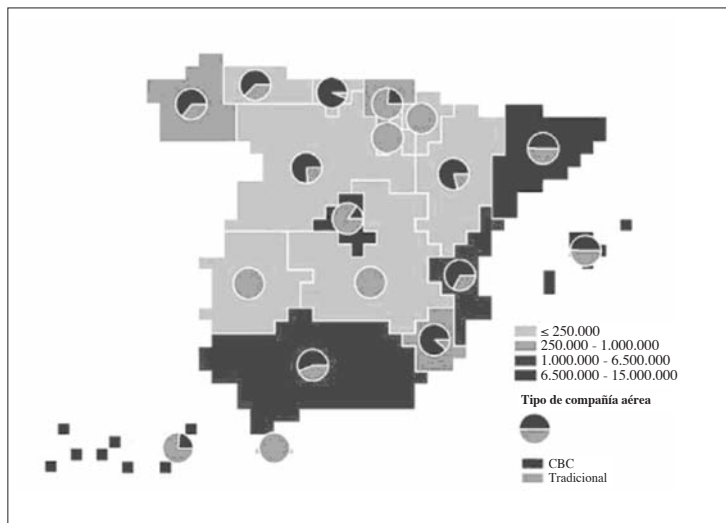 ≤ 250.000
250.000 - 1.000.000
1.000.000 - 6.500.000
6.500.000 - 15.000.000
Tipo de compañía aérea
CBC
Tradicional